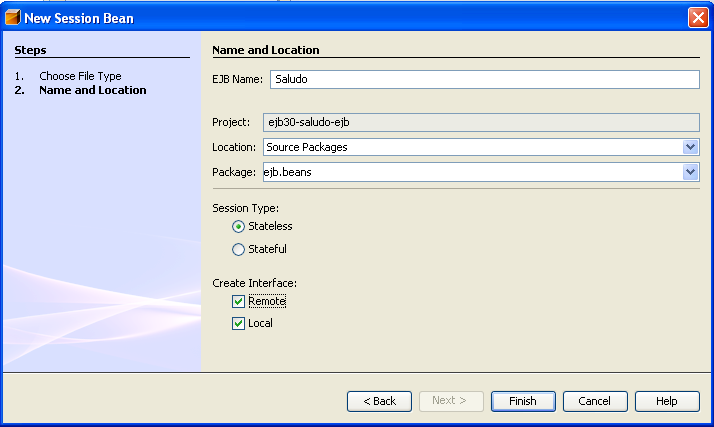 New Session Bean
Steps
1. Choose File Type
2. Name and Location
Name and Location
EJB Name: Saludo
Project: ejb30-saludo-ejb
Location: Source Packages
Package: ejb.beans
Session Type:
Stateless
Stateful
Create Interface:
Remote
Local
< Back Next > Finish Cancel Help